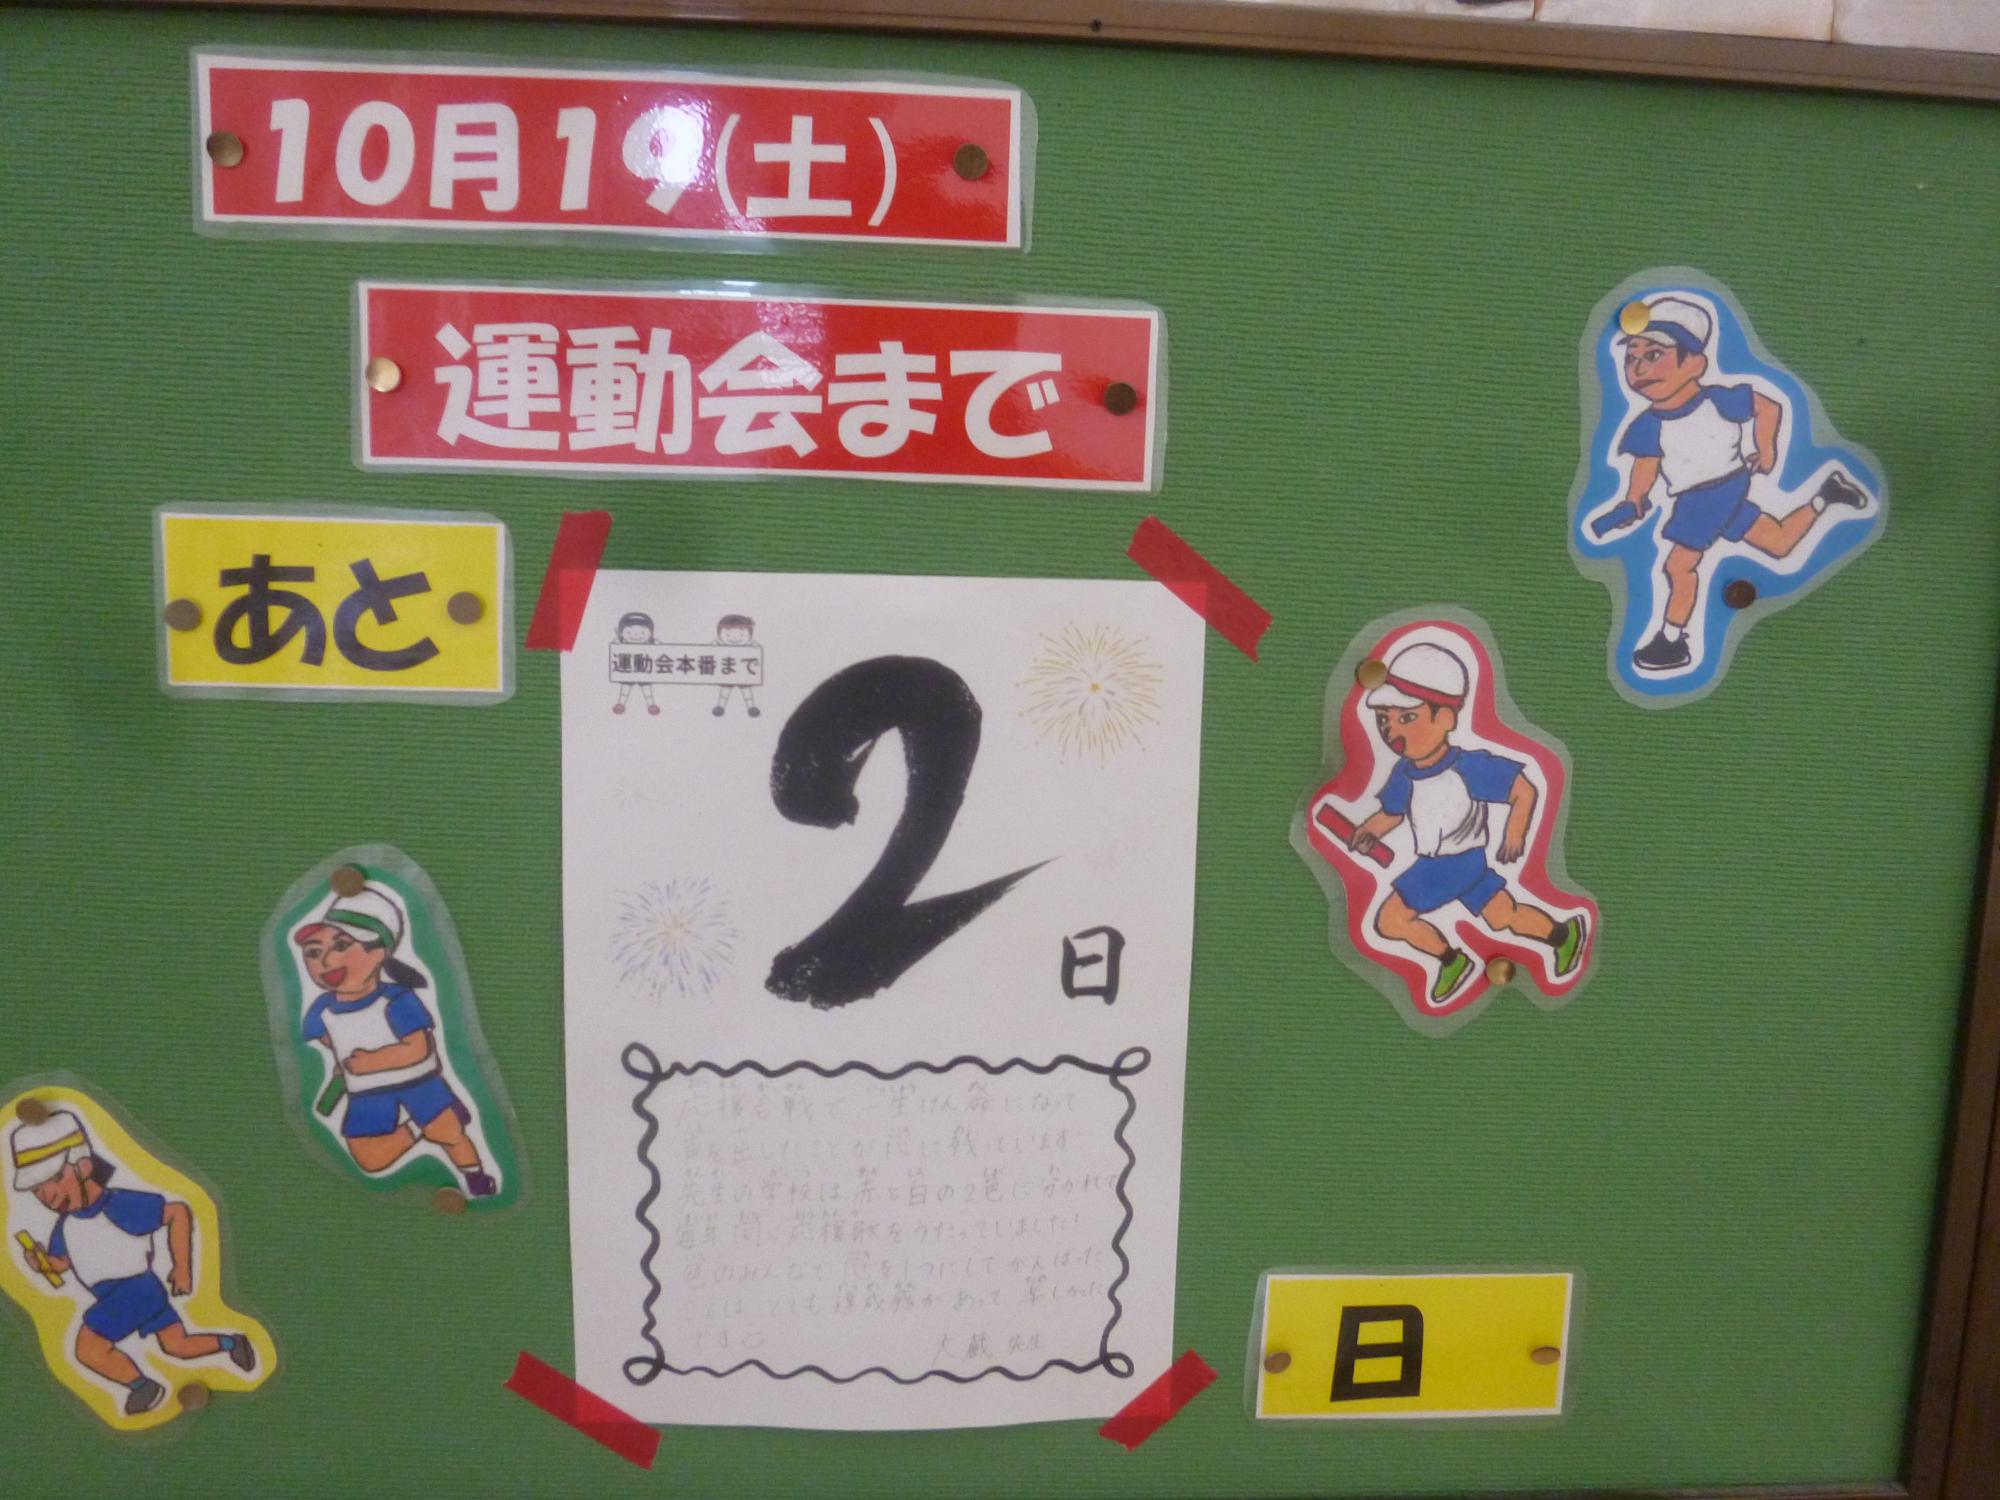 10月19(土)
運動会まで
あと
運動会本番まで
2
日
応援合戦で一生けん命になって
声を出したことが心に残っています
先生の学校は赤と白の2色に分かれて
毎年同じ応援歌をうたっていました!
色のみんなで心を1つにしてがんばった
ことはとても達成感があって楽しかった
です
大蔵先生
日